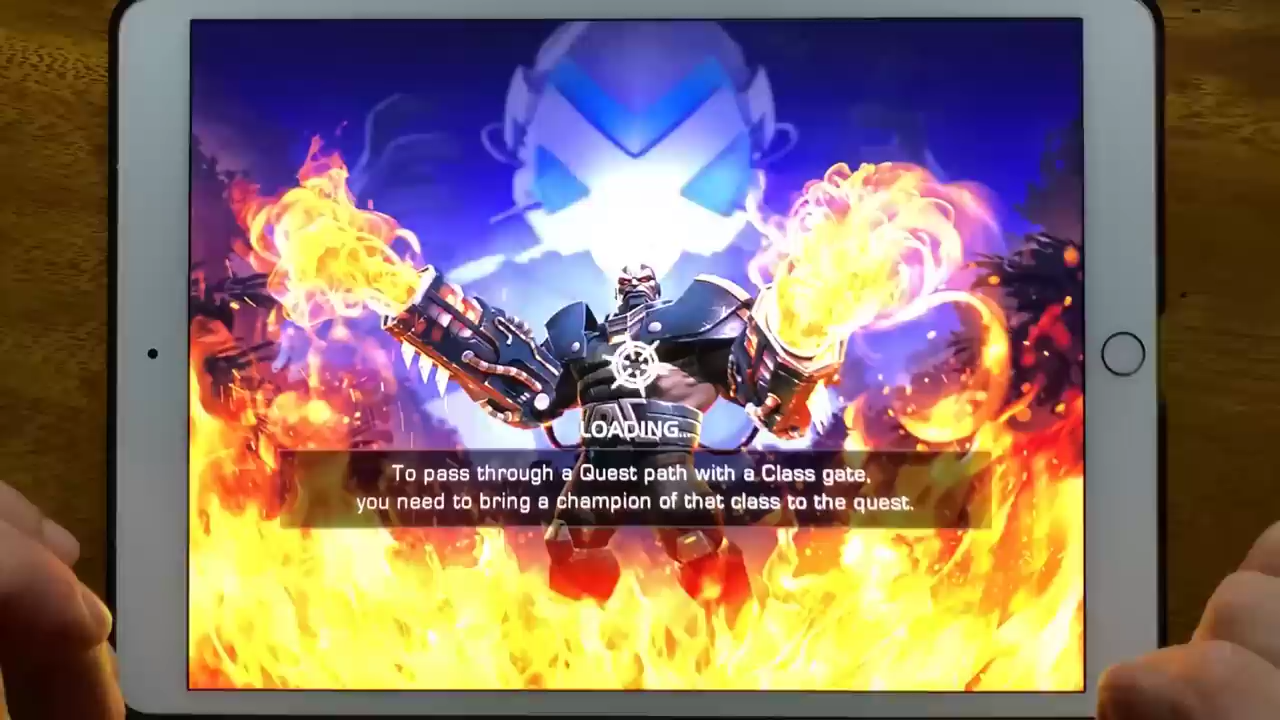 LOADING...
To pass through a Quest path with a Class gate,
you need to bring a champion of that class to the quest.